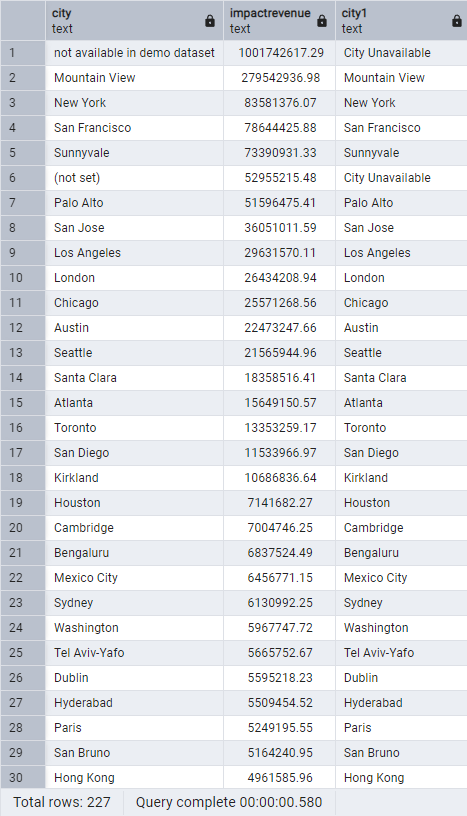 city impactrevenue city1
text text text
1 not available in demo dataset 1001742617.29 City Unavailable
2 Mountain View 279542936.98 Mountain View
3 New York 83581376.07 New York
4 San Francisco 78644425.88 San Francisco
5 Sunnyvale 73390931.33 Sunnyvale
6 (not set) 52955215.48 City Unavailable
7 Palo Alto 51596475.41 Palo Alto
8 San Jose 36051011.59 San Jose
9 Los Angeles 29631570.11 Los Angeles
10 London 26434208.94 London
11 Chicago 25571268.56 Chicago
12 Austin 22473247.66 Austin
13 Seattle 21565944.96 Seattle
14 Santa Clara 18358516.41 Santa Clara
15 Atlanta 15649150.57 Atlanta
16 Toronto 13353259.17 Toronto
17 San Diego 11533966.97 San Diego
18 Kirkland 10686836.64 Kirkland
19 Houston 7141682.27 Houston
20 Cambridge 7004746.25 Cambridge
21 Bengaluru 6837524.49 Bengaluru
22 Mexico City 6456771.15 Mexico City
23 Sydney 6130992.25 Sydney
24 Washington 5967747.72 Washington
25 Tel Aviv-Yafo 5665752.67 Tel Aviv-Yafo
26 Dublin 5595218.23 Dublin
27 Hyderabad 5509454.52 Hyderabad
28 Paris 5249195.55 Paris
29 San Bruno 5164240.95 San Bruno
30 Hong Kong 4961585.96 Hong Kong
Total rows: 227 Query complete 00:00:00.580